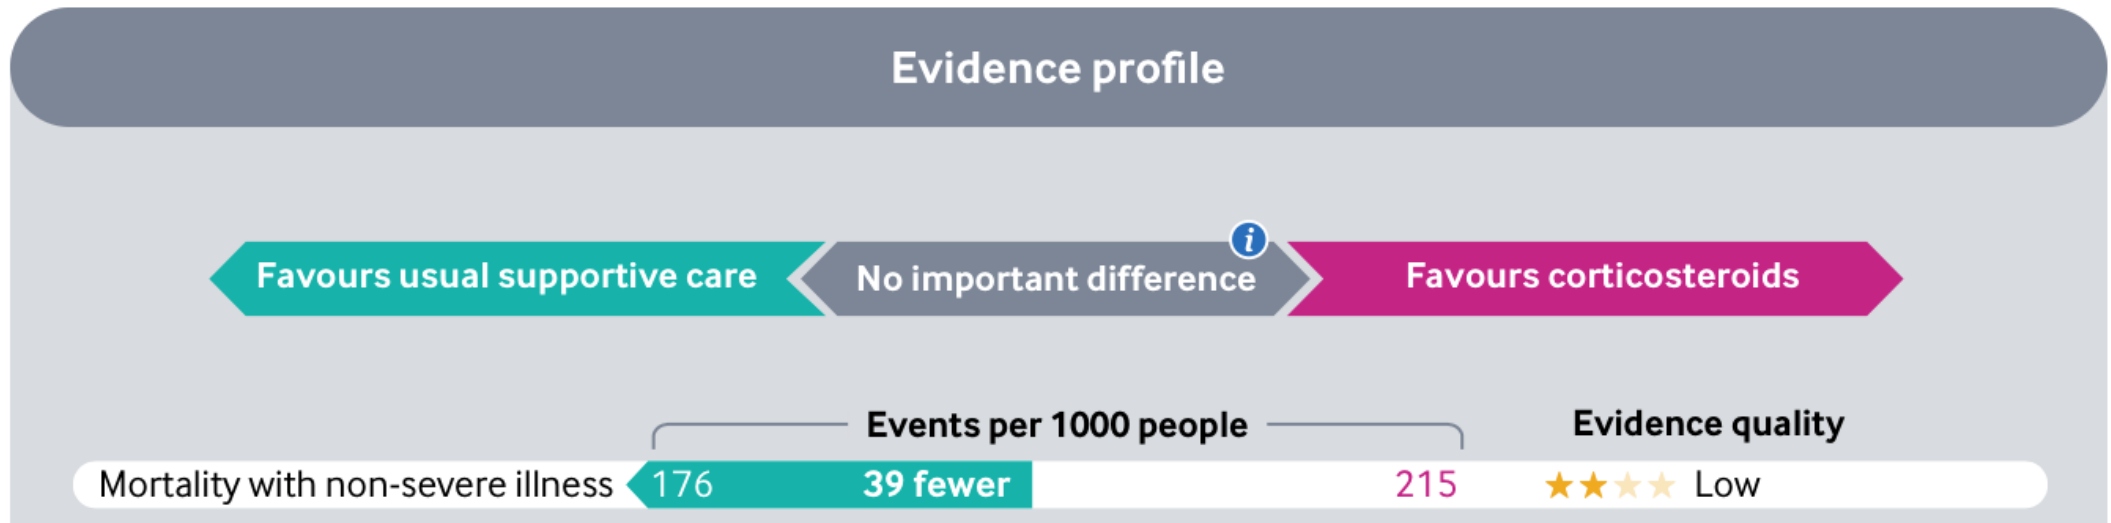 Evidence profile
Favours usual supportive care No important difference i Favours corticosteroids
Events per 1000 people Evidence quality
Mortality with non-severe illness 176 39 fewer 215 Low